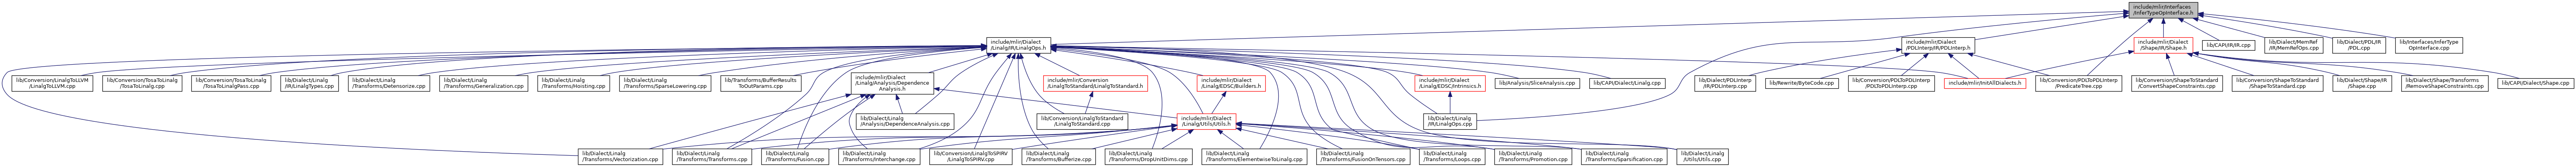 include/mlir/Interfaces
/InferTypeOpInterface.h
include/mlir/Dialect
/Linalg/IR/LinalgOps.h
include/mlir/Dialect
/PDLInterp/IR/PDLInterp.h
include/mlir/Dialect
/Shape/IR/Shape.h
lib/CAPI/IR/IR.cpp
lib/Dialect/MemRef
/IR/MemRefOps.cpp
lib/Dialect/PDL/IR
/PDL.cpp
lib/Interfaces/InferType
OpInterface.cpp
lib/Conversion/LinalgToLLVM
/LinalgToLLVM.cpp
lib/Conversion/TosaToLinalg
/TosaToLinalg.cpp
lib/Conversion/TosaToLinalg
/TosaToLinalgPass.cpp
lib/Dialect/Linalg
/IR/LinalgTypes.cpp
lib/Dialect/Linalg
/Transforms/Detensorize.cpp
lib/Dialect/Linalg
/Transforms/Generalization.cpp
lib/Dialect/Linalg
/Transforms/Hoisting.cpp
lib/Dialect/Linalg
/Transforms/SparseLowering.cpp
lib/Transforms/BufferResults
ToOutParams.cpp
include/mlir/Dialect
/Linalg/Analysis/Dependence
Analysis.h
include/mlir/Conversion
/LinalgToStandard/LinalgToStandard.h
include/mlir/Dialect
/Linalg/EDSC/Builders.h
include/mlir/Dialect
/Linalg/EDSC/Intrinsics.h
lib/Analysis/SliceAnalysis.cpp
lib/CAPI/Dialect/Linalg.cpp
lib/Dialect/PDLInterp
/IR/PDLInterp.cpp
lib/Rewrite/ByteCode.cpp
lib/Conversion/PDLToPDLInterp
/PDLToPDLInterp.cpp
include/mlir/InitAllDialects.h
lib/Conversion/PDLToPDLInterp
/PredicateTree.cpp
lib/Conversion/ShapeToStandard
/ConvertShapeConstraints.cpp
lib/Conversion/ShapeToStandard
/ShapeToStandard.cpp
lib/Dialect/Shape/IR
/Shape.cpp
lib/Dialect/Shape/Transforms
/RemoveShapeConstraints.cpp
lib/CAPI/Dialect/Shape.cpp
lib/Dialect/Linalg
/Analysis/DependenceAnalysis.cpp
lib/Conversion/LinalgToStandard
/LinalgToStandard.cpp
include/mlir/Dialect
/Linalg/Utils/Utils.h
lib/Dialect/Linalg
/IR/LinalgOps.cpp
lib/Dialect/Linalg
/Transforms/Vectorization.cpp
lib/Dialect/Linalg
/Transforms/Transforms.cpp
lib/Dialect/Linalg
/Transforms/Fusion.cpp
lib/Dialect/Linalg
/Transforms/Interchange.cpp
lib/Conversion/LinalgToSPIRV
/LinalgToSPIRV.cpp
lib/Dialect/Linalg
/Transforms/Bufferize.cpp
lib/Dialect/Linalg
/Transforms/DropUnitDims.cpp
lib/Dialect/Linalg
/Transforms/ElementwiseToLinalg.cpp
lib/Dialect/Linalg
/Transforms/FusionOnTensors.cpp
lib/Dialect/Linalg
/Transforms/Loops.cpp
lib/Dialect/Linalg
/Transforms/Promotion.cpp
lib/Dialect/Linalg
/Transforms/Sparsification.cpp
lib/Dialect/Linalg
/Utils/Utils.cpp